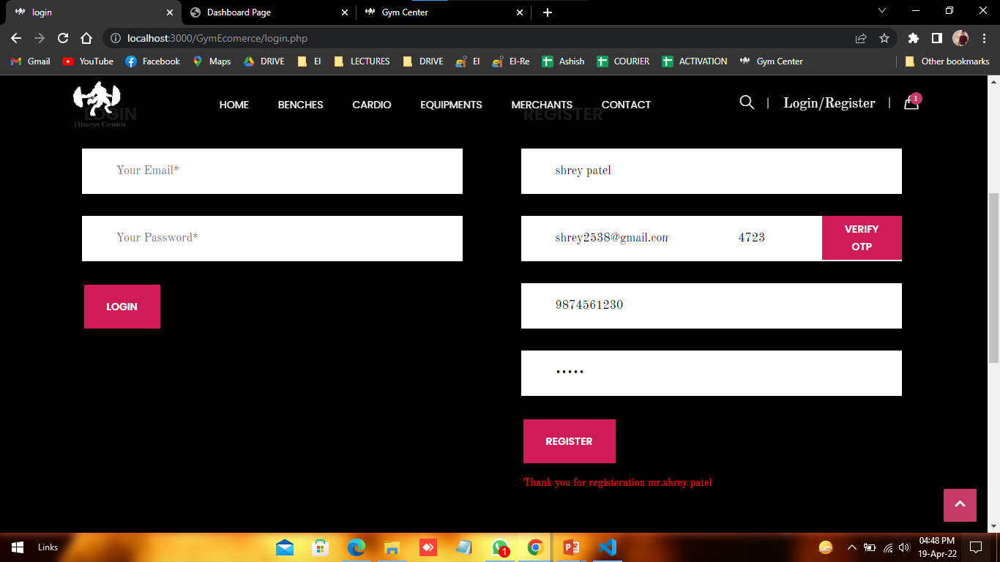 login
Dashboard Page
Gym Center
localhost:3000/GymEcomerce/login.php
Gmail
YouTube
Facebook
Maps
DRIVE
EI
LECTURES
DRIVE
EI
EI-Re
Ashish
COURIER
ACTIVATION
Gym Center
Other bookmarks
Fitness Center
HOME
BENCHES
CARDIO
EQUIPMENTS
MERCHANTS
CONTACT
Login/Register
1
LOGIN
REGISTER
Your Email*
Your Password*
LOGIN
shrey patel
shrey2538@gmail.com
4723
VERIFY
OTP
9874561230
•••••
REGISTER
Thank you for registeration mr.shrey patel
Links
1
04:48 PM
19-Apr-22